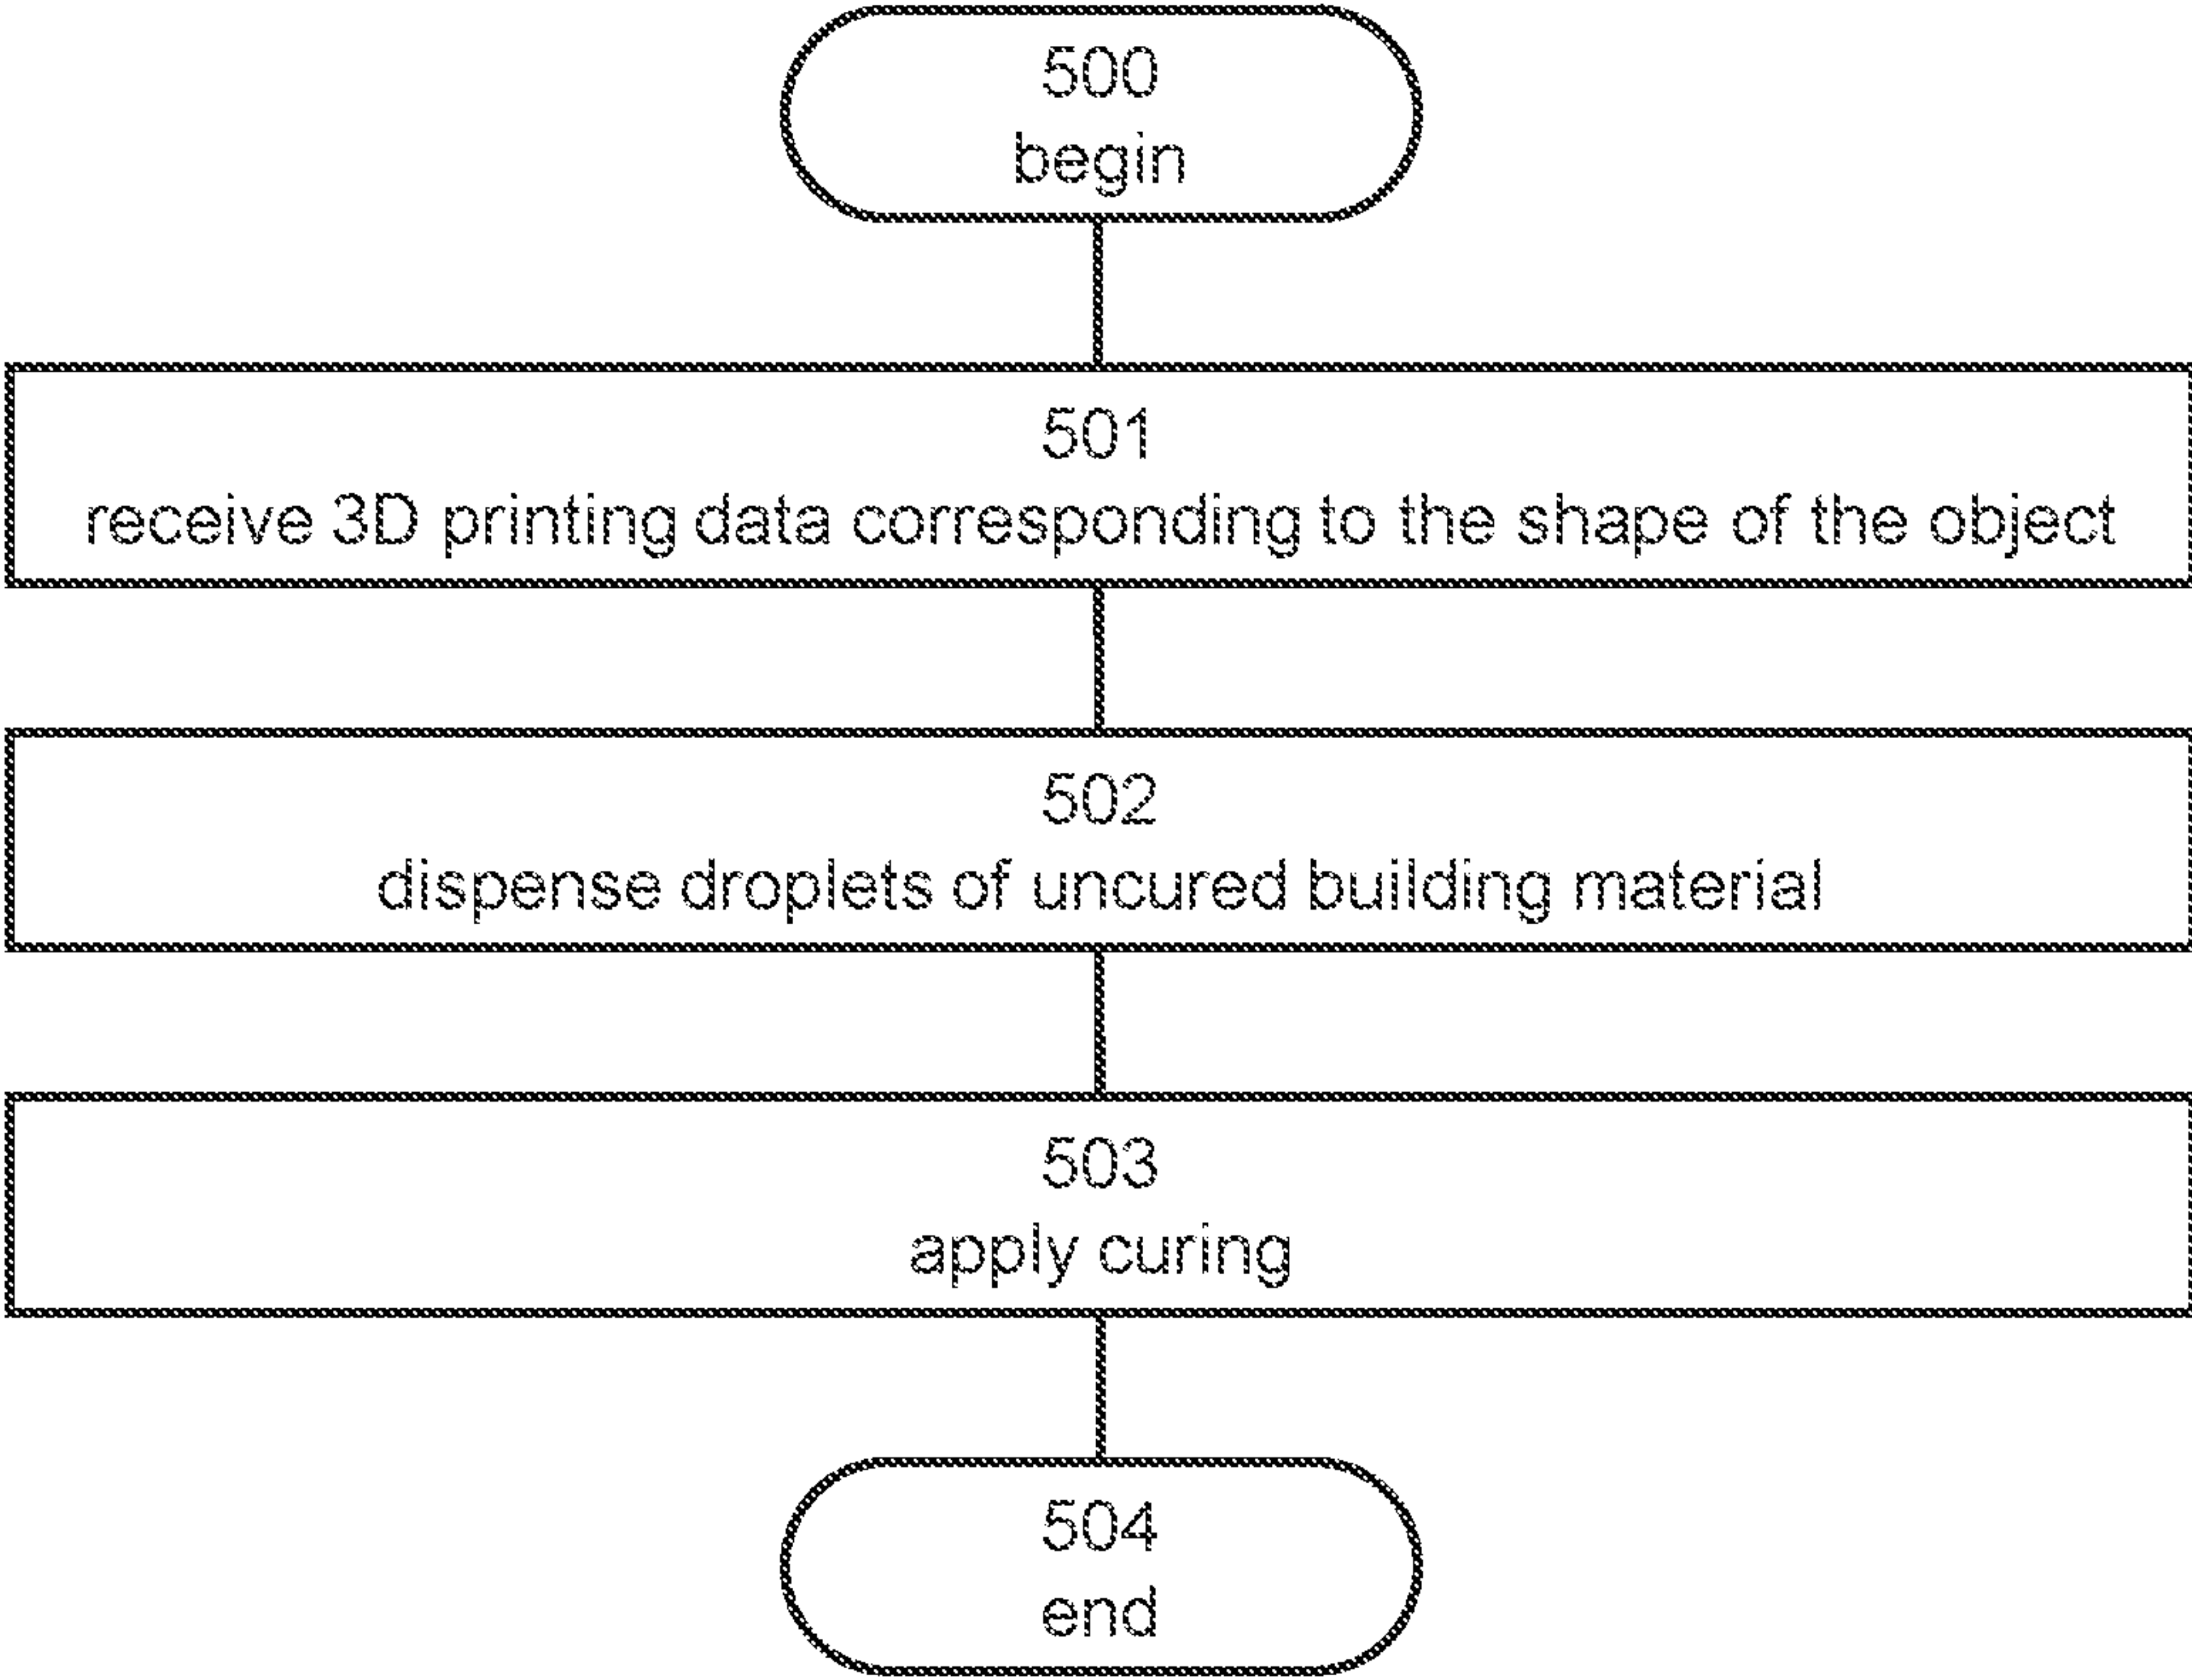 500
begin
501
receive 3D printing data corresponding to the shape of the object
502
dispense droplets of uncured building material
503
apply curing
504
end